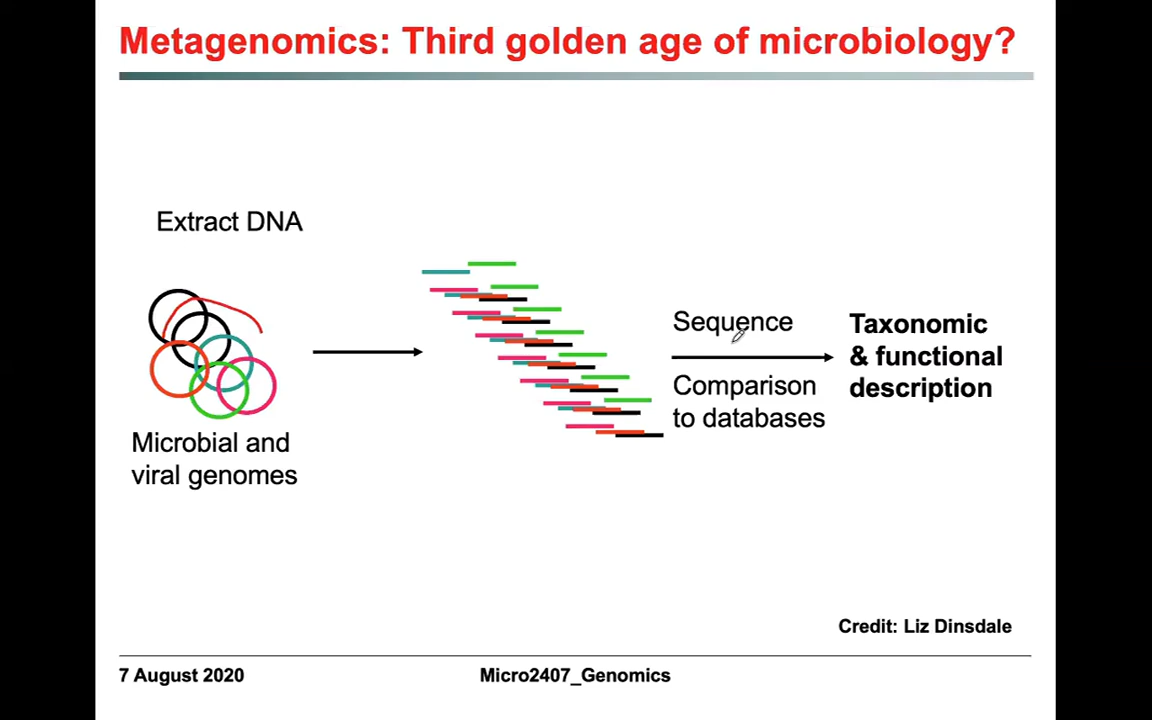 Metagenomics: Third golden age of microbiology?
Extract DNA
Microbial and
viral genomes
Sequence
Comparison
to databases
Taxonomic
& functional
description
Credit: Liz Dinsdale
7 August 2020
Micro2407_Genomics